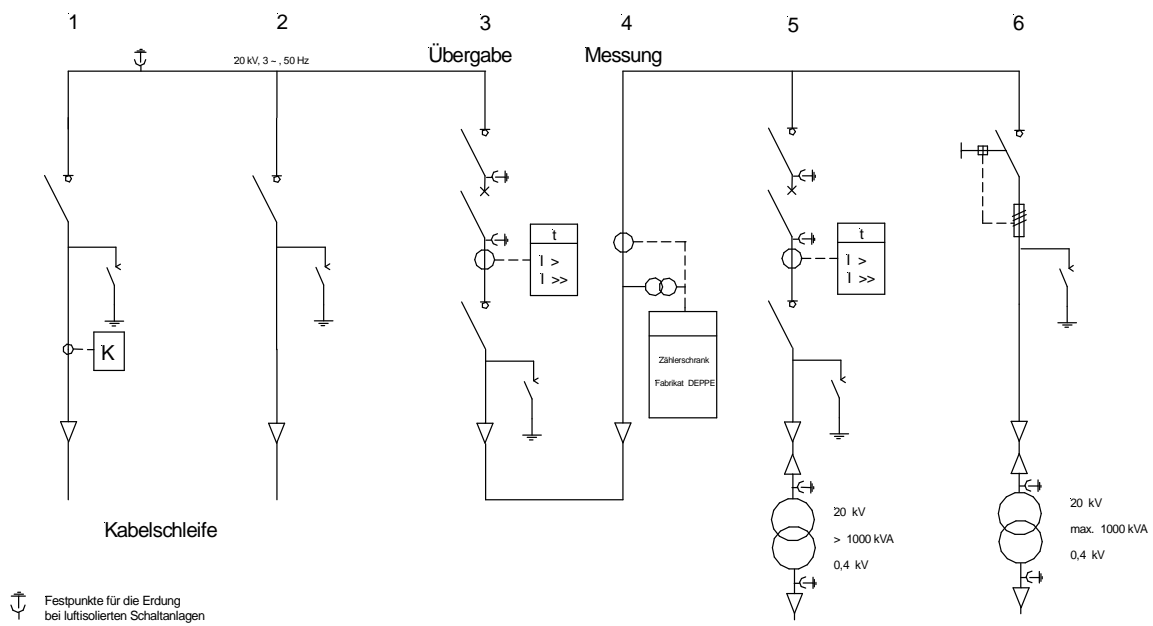 1
2
3
4
5
6
Übergabe
Messung
20 kV, 3 ~ , 50 Hz
t
I >
I >>
t
I >
I >>
K
Zählerschrank
Fabrikat DEPPE
20 kV
> 1000 kVA
0,4 kV
20 kV
max. 1000 kVA
0,4 kV
Kabelschleife
Festpunkte für die Erdung
bei luftisolierten Schaltanlagen